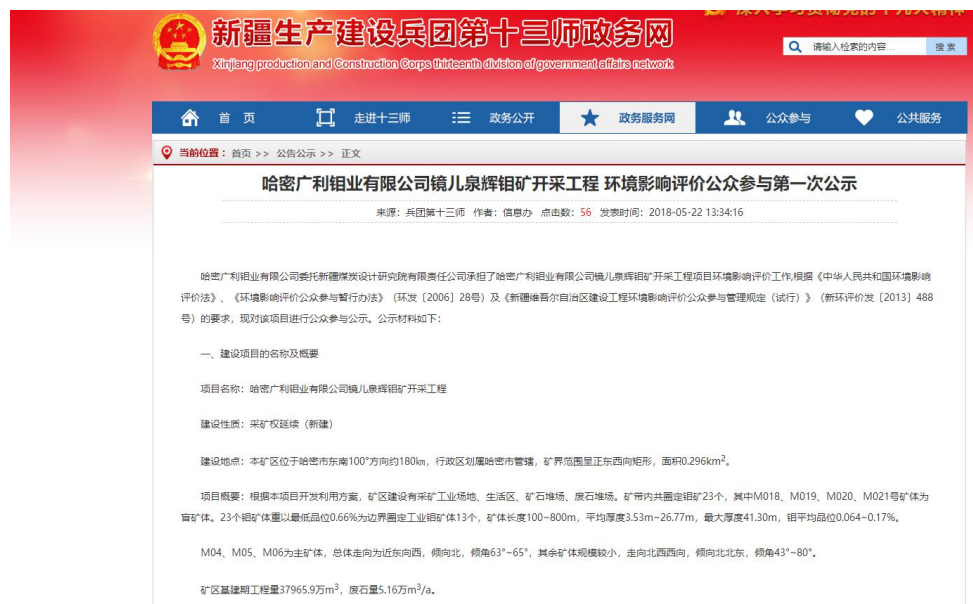 深入学习贯彻党的十九大精神
新疆生产建设兵团第十三师政务网
Xinjiang production and Construction Corps thirteenth division of government affairs network
请输入检索的内容... 搜索
首 页 走进十三师 政务公开 政务服务网 公众参与 公共服务
当前位置：首页 >> 公告公示 >> 正文
哈密广利钼业有限公司镜儿泉辉钼矿开采工程 环境影响评价公众参与第一次公示
来源：兵团第十三师 作者：信息办 点击数：56 发表时间：2018-05-22 13:34:16
哈密广利钼业有限公司委托新疆煤炭设计研究院有限责任公司承担了哈密广利钼业有限公司镜儿泉辉钼矿开采工程项目环境影响评价工作,根据《中华人民共和国环境影响
评价法》、《环境影响评价公众参与暂行办法》（环发〔2006〕28号）及《新疆维吾尔自治区建设工程环境影响评价公众参与管理规定（试行）》（新环评价发〔2013〕488
号）的要求，现对该项目进行公众参与公示。公示材料如下：
一、建设项目的名称及概要
项目名称：哈密广利钼业有限公司镜儿泉辉钼矿开采工程
建设性质：采矿权延续（新建）
建设地点：本矿区位于哈密市东南100°方向约180㎞，行政区划属哈密市管辖，矿界范围呈正东西向矩形，面积0.296km²。
项目概要：根据本项目开发利用方案，矿区建设有采矿工业场地、生活区、矿石堆场、废石堆场。矿带内共圈定钼矿23个，其中M018、M019、M020、M021号矿体为
盲矿体。23个钼矿体重以最低品位0.66%为边界圈定工业钼矿体13个，矿体长度100~800m，平均厚度3.53m~26.77m，最大厚度41.30m，钼平均品位0.064~0.17%。
M04、M05、M06为主矿体，总体走向为近东向西，倾向北，倾角63°~65°，其余矿体规模较小，走向北西西向，倾向北北东，倾角43°~80°。
矿区基建期工程量37965.9万m³，废石量5.16万m³/a。